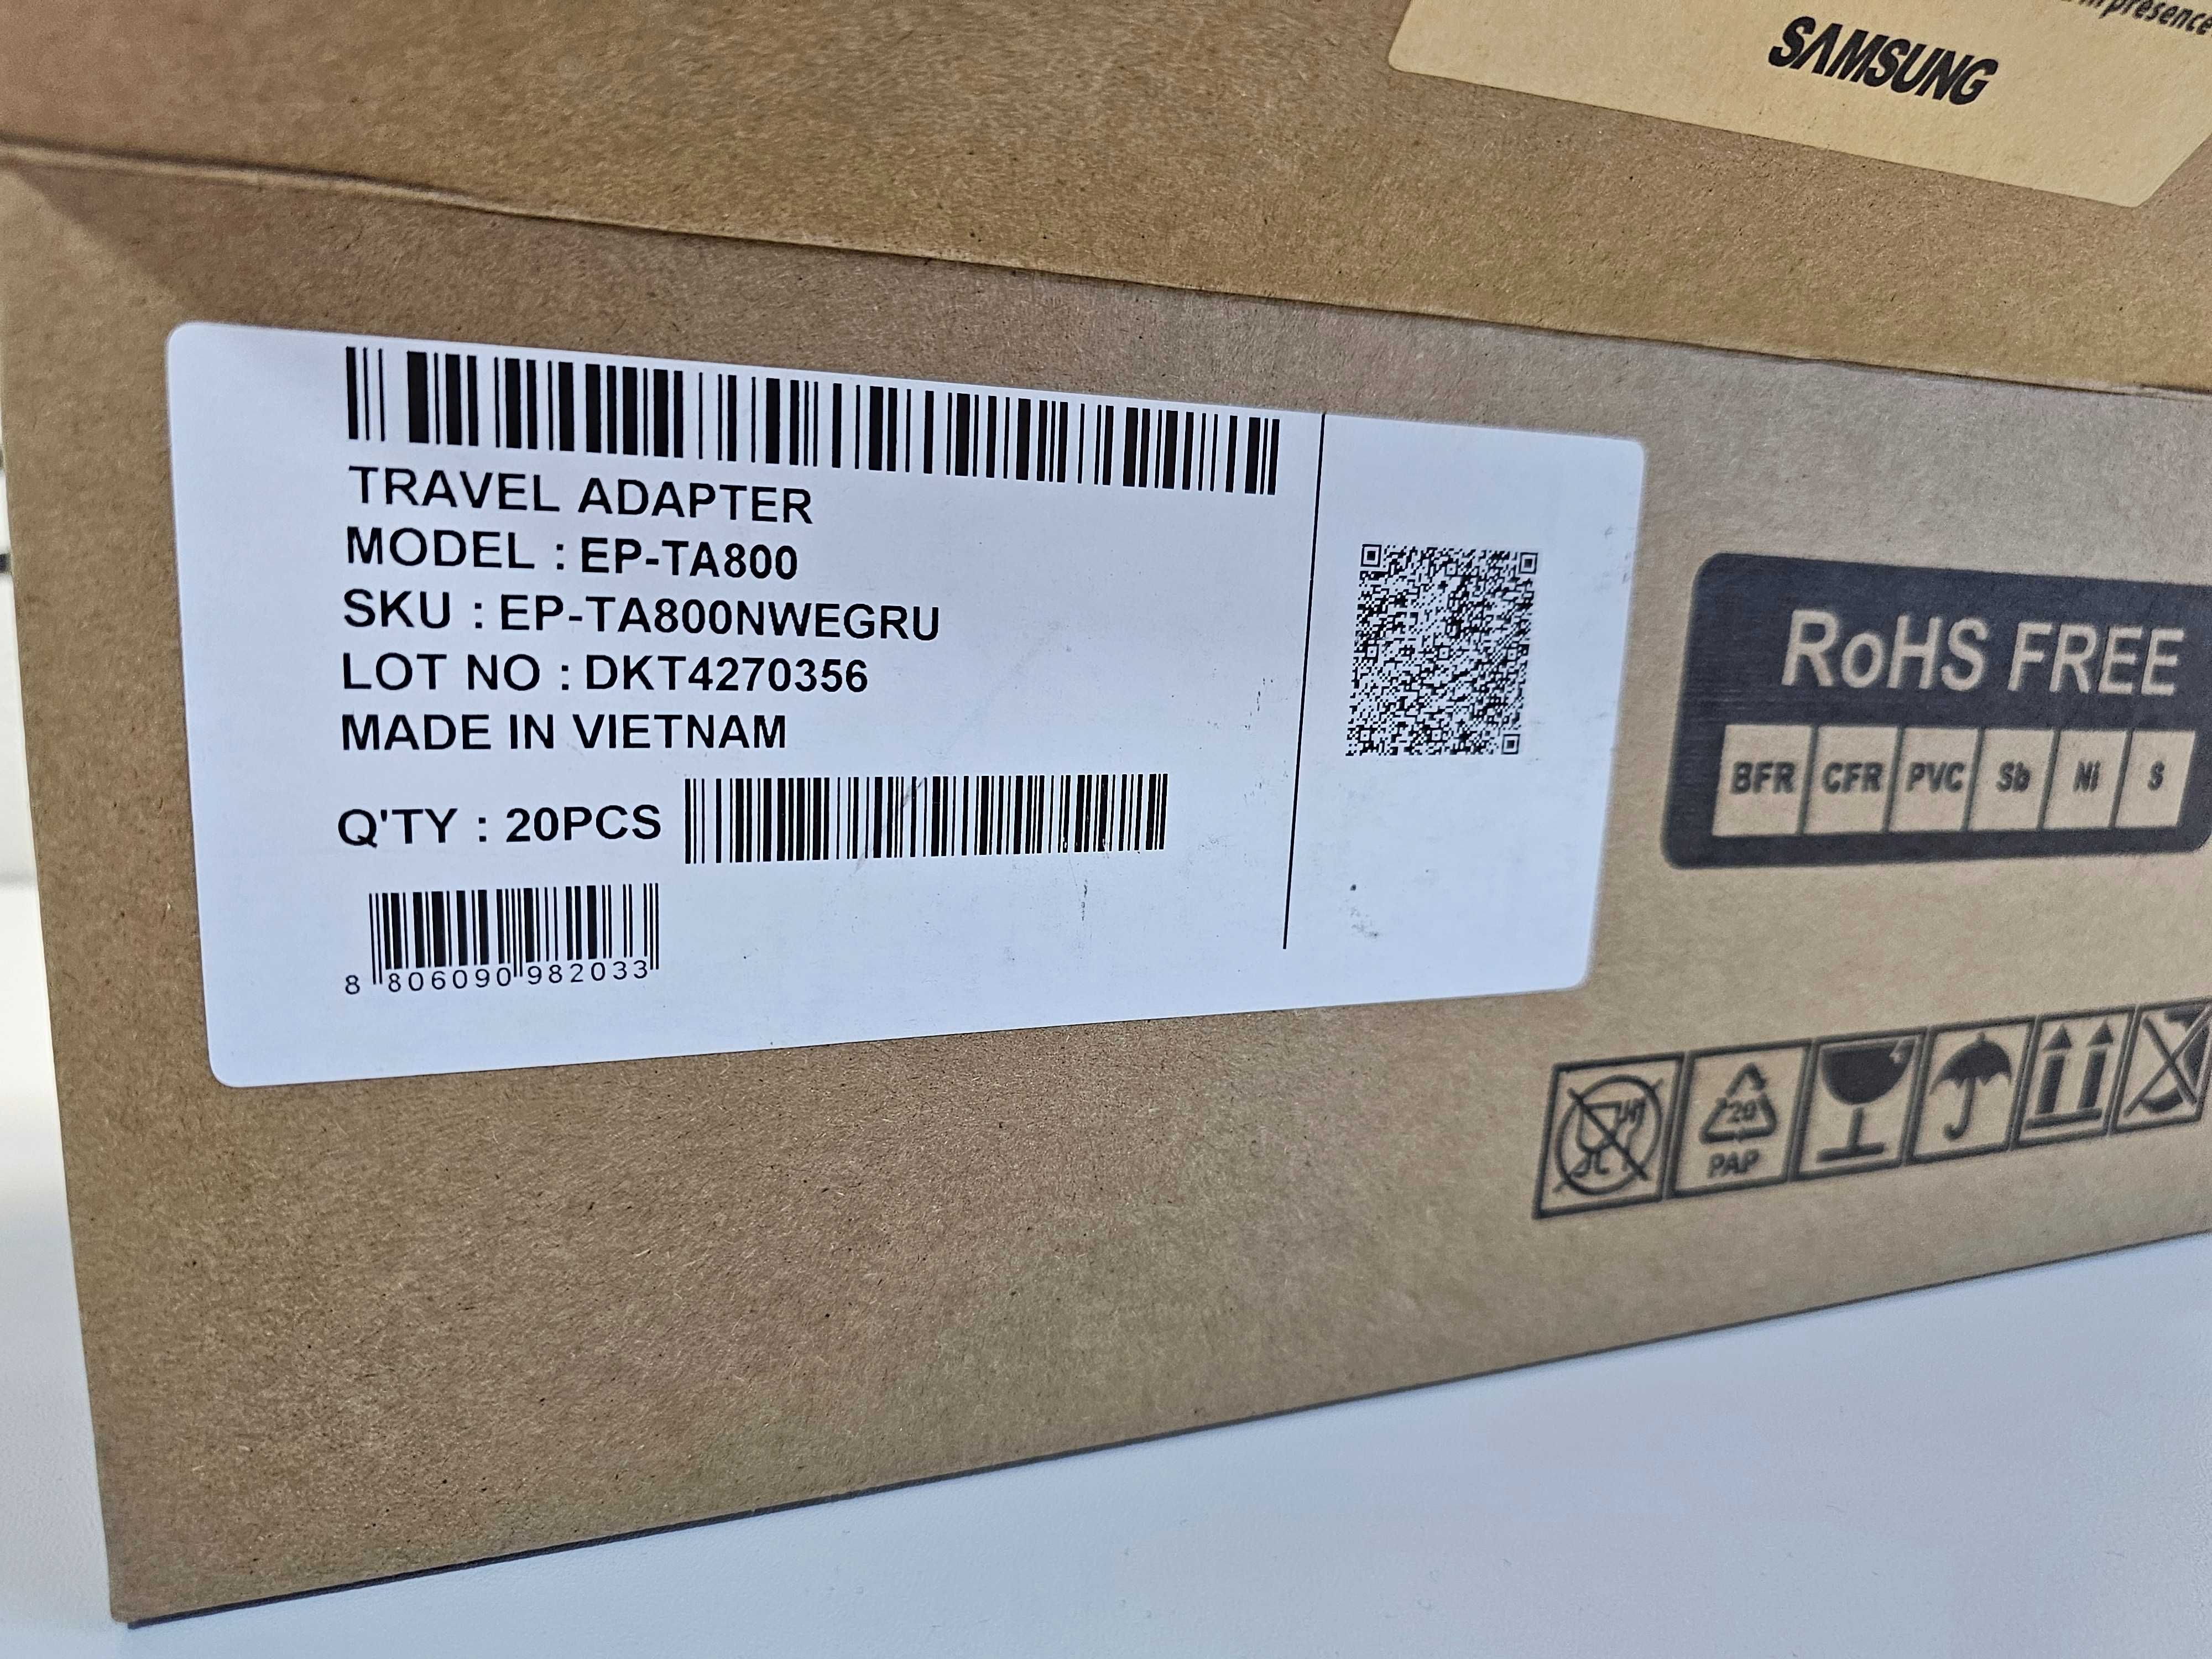 presence
SAMSUNG
TRAVEL ADAPTER
MODEL : EP-TA800
SKU : EP-TA800NWEGRU
LOT NO : DKT4270356
MADE IN VIETNAM
Q'TY : 20PCS
8 806090 982033
RoHS FREE
BFR CFR PVC Sb Ni S
20
PAP